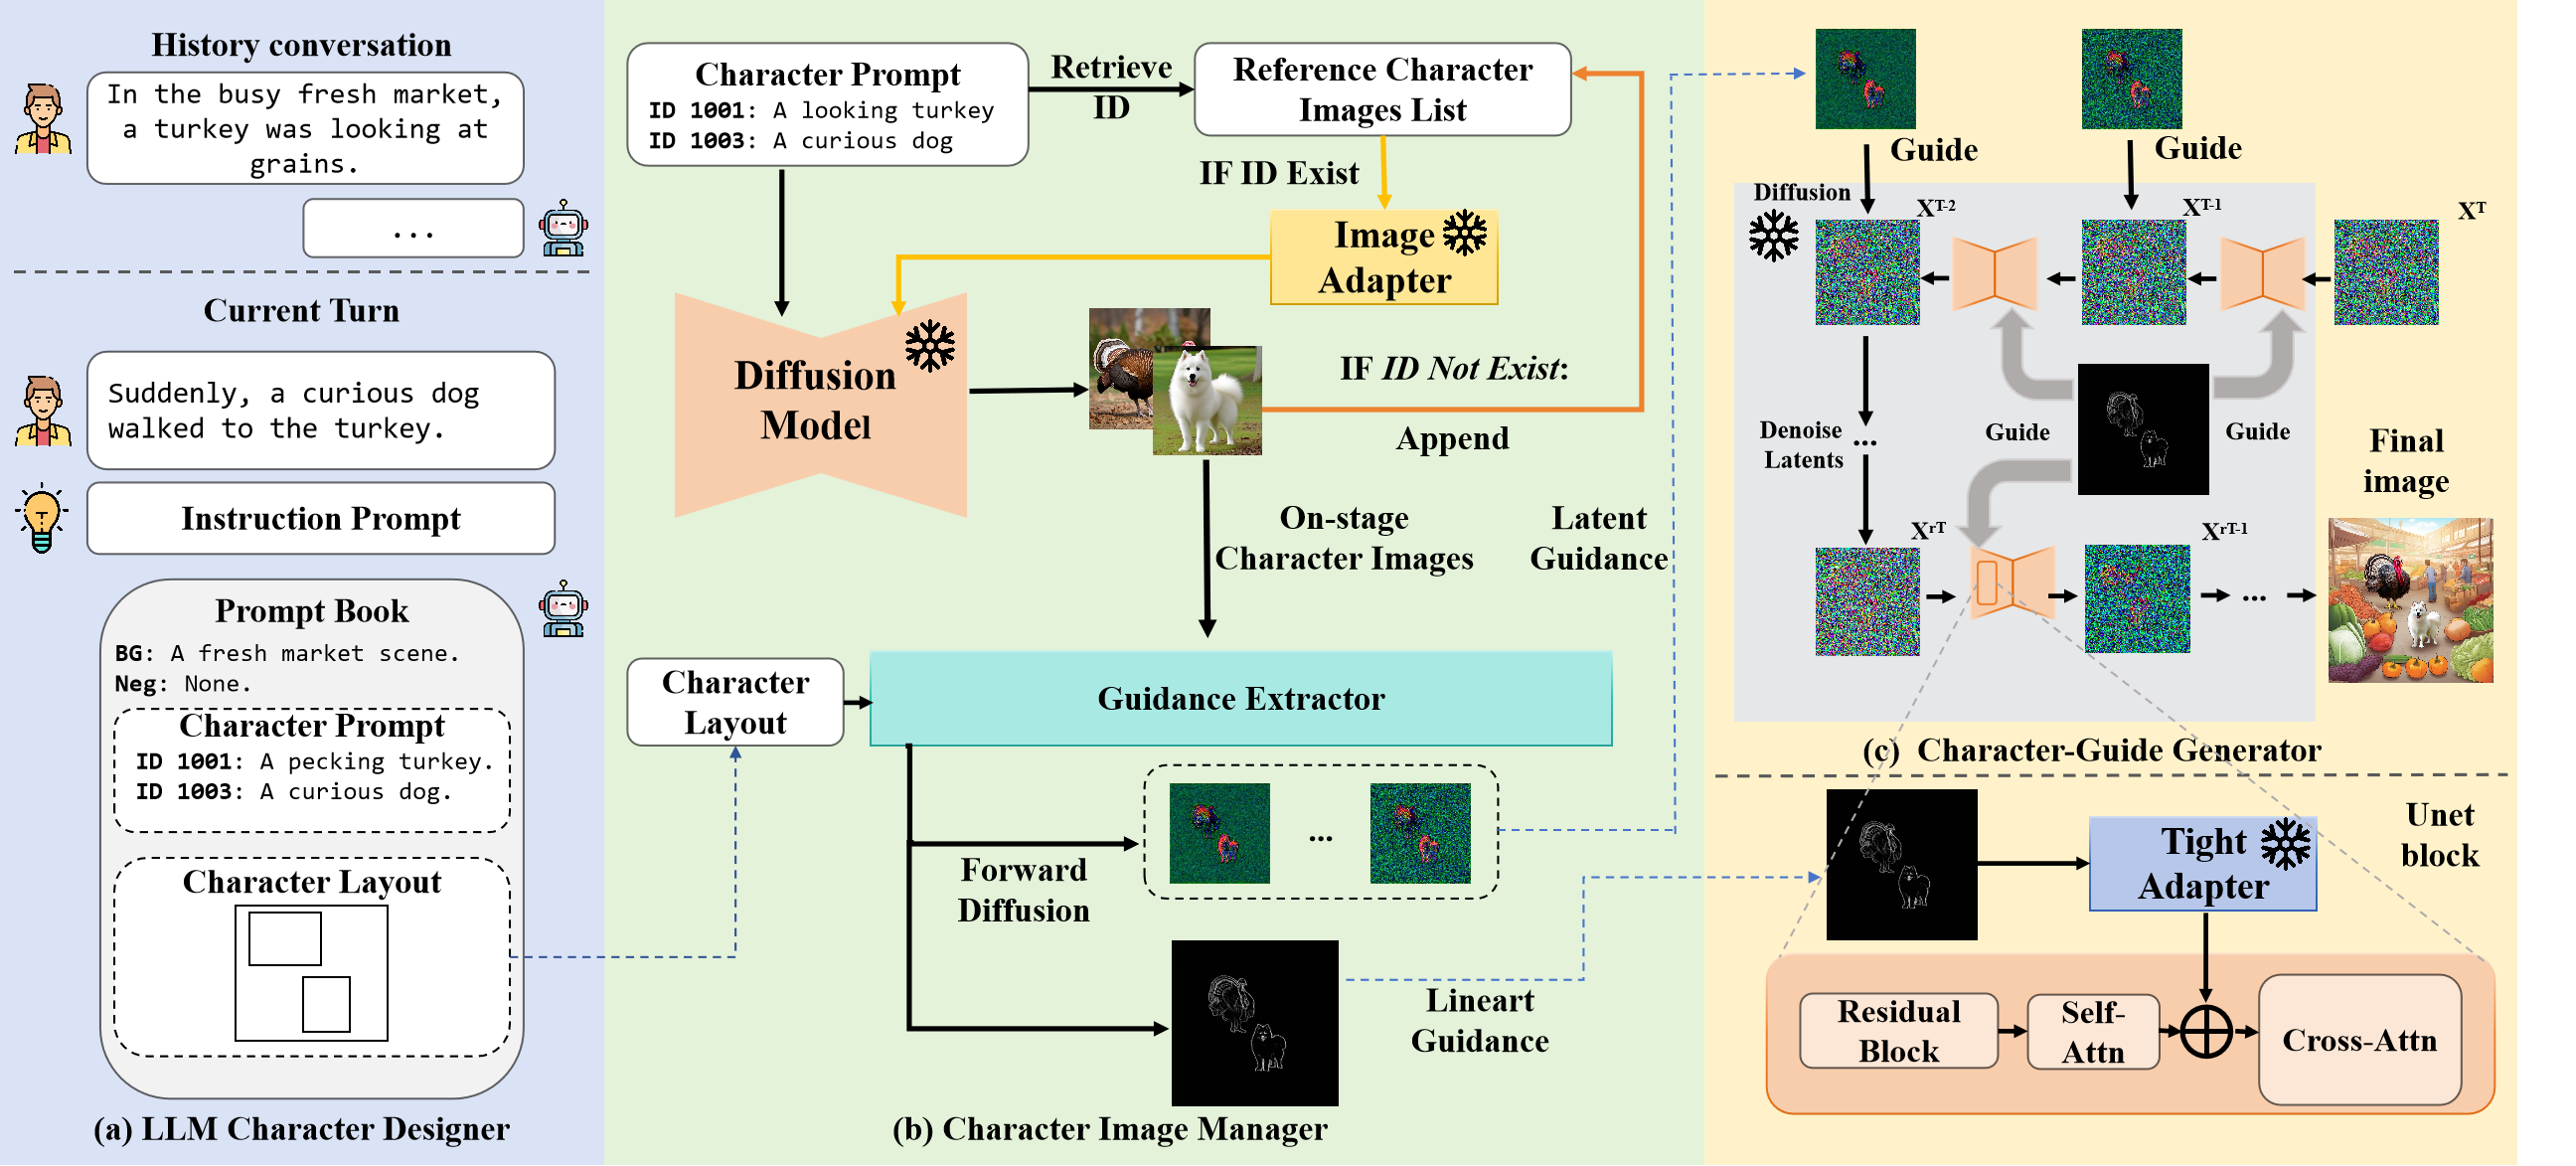 History conversation
In the busy fresh market,
a turkey was looking at
grains.
...
Current Turn
Suddenly, a curious dog
walked to the turkey.
Instruction Prompt
Prompt Book
BG: A fresh market scene.
Neg: None.
Character Prompt
ID 1001: A pecking turkey.
ID 1003: A curious dog.
Character Layout
(a) LLM Character Designer
Character Prompt
ID 1001: A looking turkey
ID 1003: A curious dog
Retrieve
ID
Reference Character
Images List
IF ID Exist
Image
Adapter
Diffusion
Model
IF ID Not Exist:
Append
On-stage
Character Images
Latent
Guidance
Character
Layout
Guidance Extractor
Forward
Diffusion
...
Lineart
Guidance
(b) Character Image Manager
Guide
Guide
Diffusion
X^T-2
X^T-1
X^T
Denoise
Latents
...
Guide
Guide
Final
image
X^rT
X^rT-1
...
(c) Character-Guide Generator
Unet
block
Tight
Adapter
Residual
Block
Self-
Attn
Cross-Attn